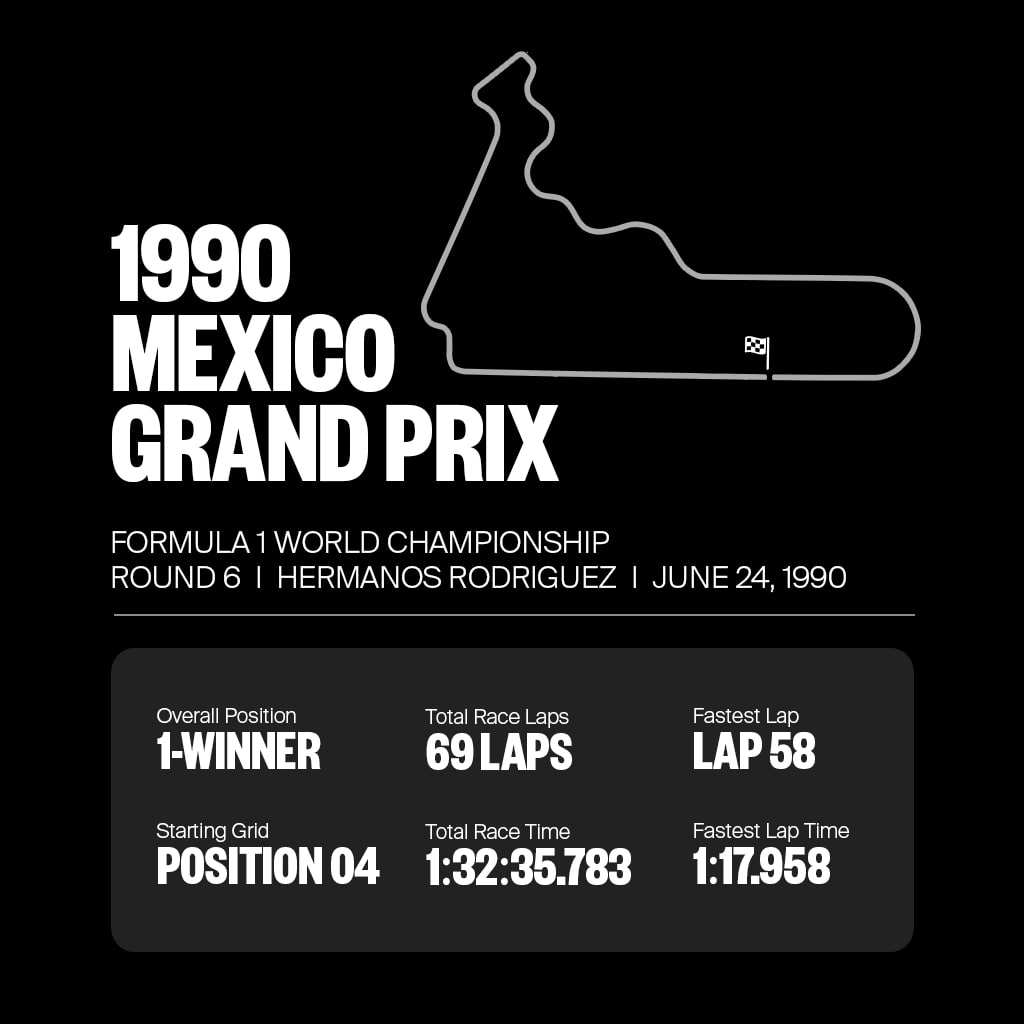 1990
MEXICO
GRAND PRIX
FORMULA 1 WORLD CHAMPIONSHIP
ROUND 6 | HERMANOS RODRIGUEZ | JUNE 24, 1990
Overall Position
1-WINNER
Total Race Laps
69 LAPS
Fastest Lap
LAP 58
Starting Grid
POSITION 04
Total Race Time
1:32:35.783
Fastest Lap Time
1:17.958